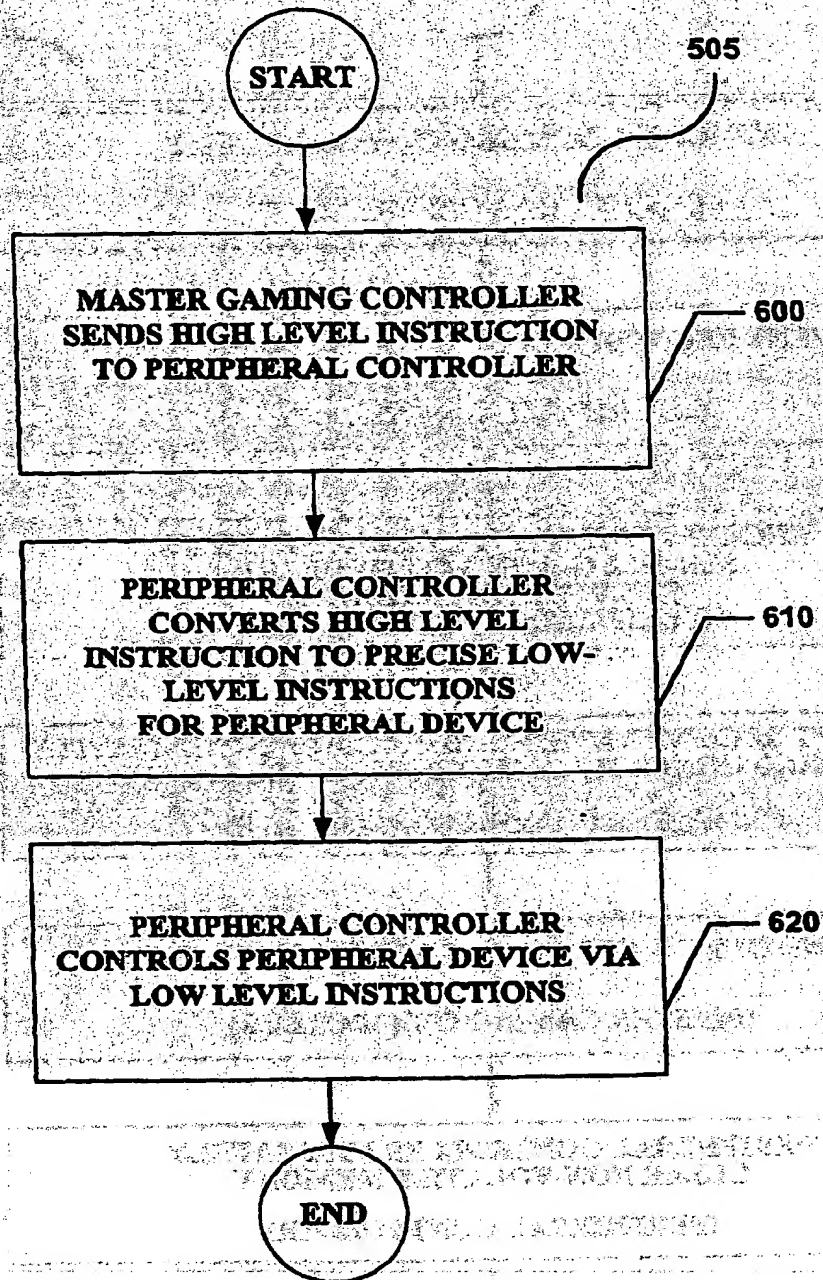 START
505
MASTER GAMING CONTROLLER
SENDS HIGH LEVEL INSTRUCTION
TO PERIPHERAL CONTROLLER
600
PERIPHERAL CONTROLLER
CONVERTS HIGH LEVEL
INSTRUCTION TO PRECISE LOW-
LEVEL INSTRUCTIONS
FOR PERIPHERAL DEVICE
610
PERIPHERAL CONTROLLER
CONTROLS PERIPHERAL DEVICE VIA
LOW LEVEL INSTRUCTIONS
620
END